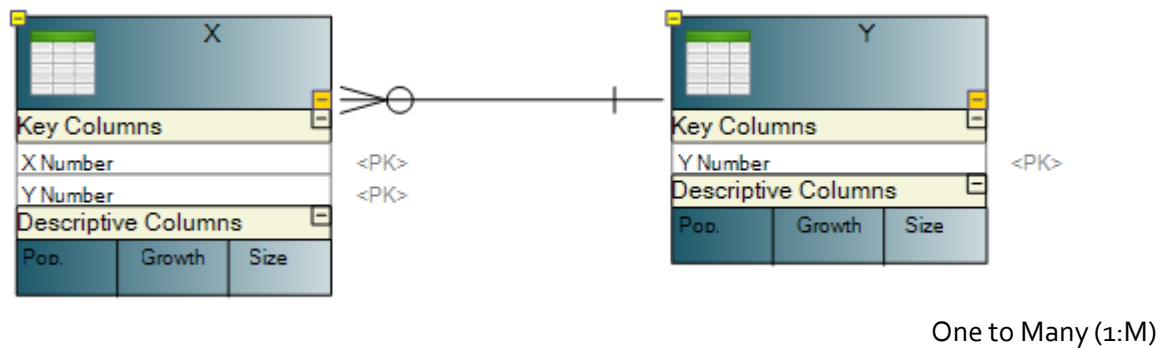 X
Key Columns
X Number <PK>
Y Number <PK>
Descriptive Columns
Pop. Growth Size
Y
Key Columns
Y Number <PK>
Descriptive Columns
Pop. Growth Size
One to Many (1:M)